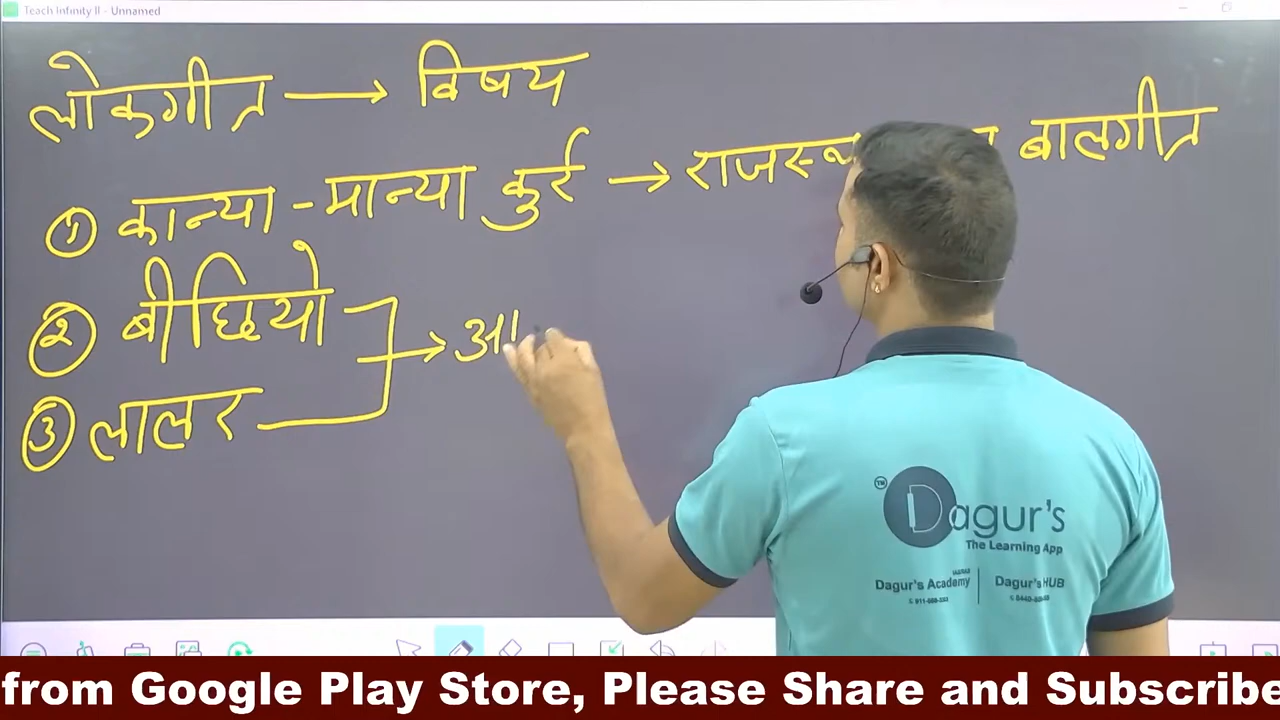 Teach Infinity II - Unnamed
लोकगीत → विषय
① कान्या - मान्या कुर्र → बालगीत
② बीछियो
③ लालर → आ
TM
Dagur's
The Learning App
Dagur's Academy
Dagur's HUB
from Google Play Store, Please Share and Subscribe